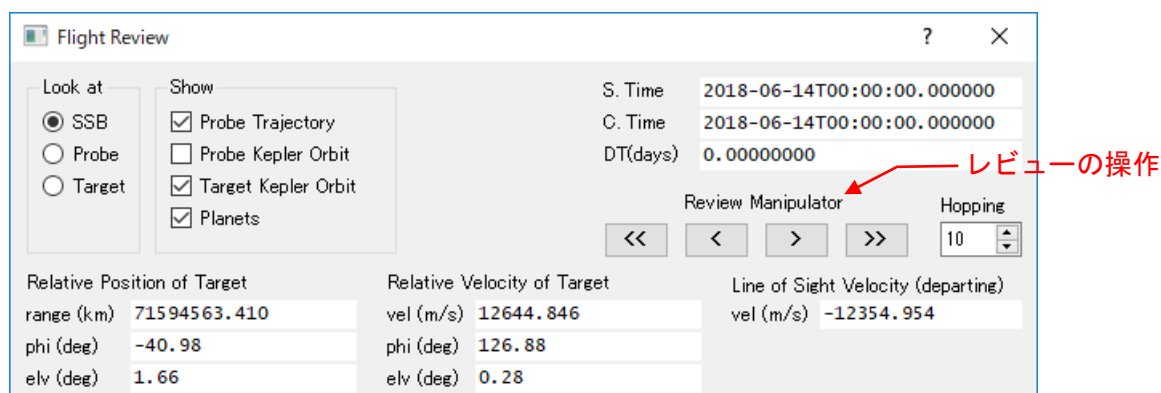 Flight Review ? ×
Look at
SSB
Probe
Target
Show
Probe Trajectory
Probe Kepler Orbit
Target Kepler Orbit
Planets
S. Time 2018-06-14T00:00:00.000000
C. Time 2018-06-14T00:00:00.000000
DT(days) 0.00000000
レビューの操作
Review Manipulator
<< < > >>
Hopping
10
Relative Position of Target
range (km) 71594563.410
phi (deg) -40.98
elv (deg) 1.66
Relative Velocity of Target
vel (m/s) 12644.846
phi (deg) 126.88
elv (deg) 0.28
Line of Sight Velocity (departing)
vel (m/s) -12354.954